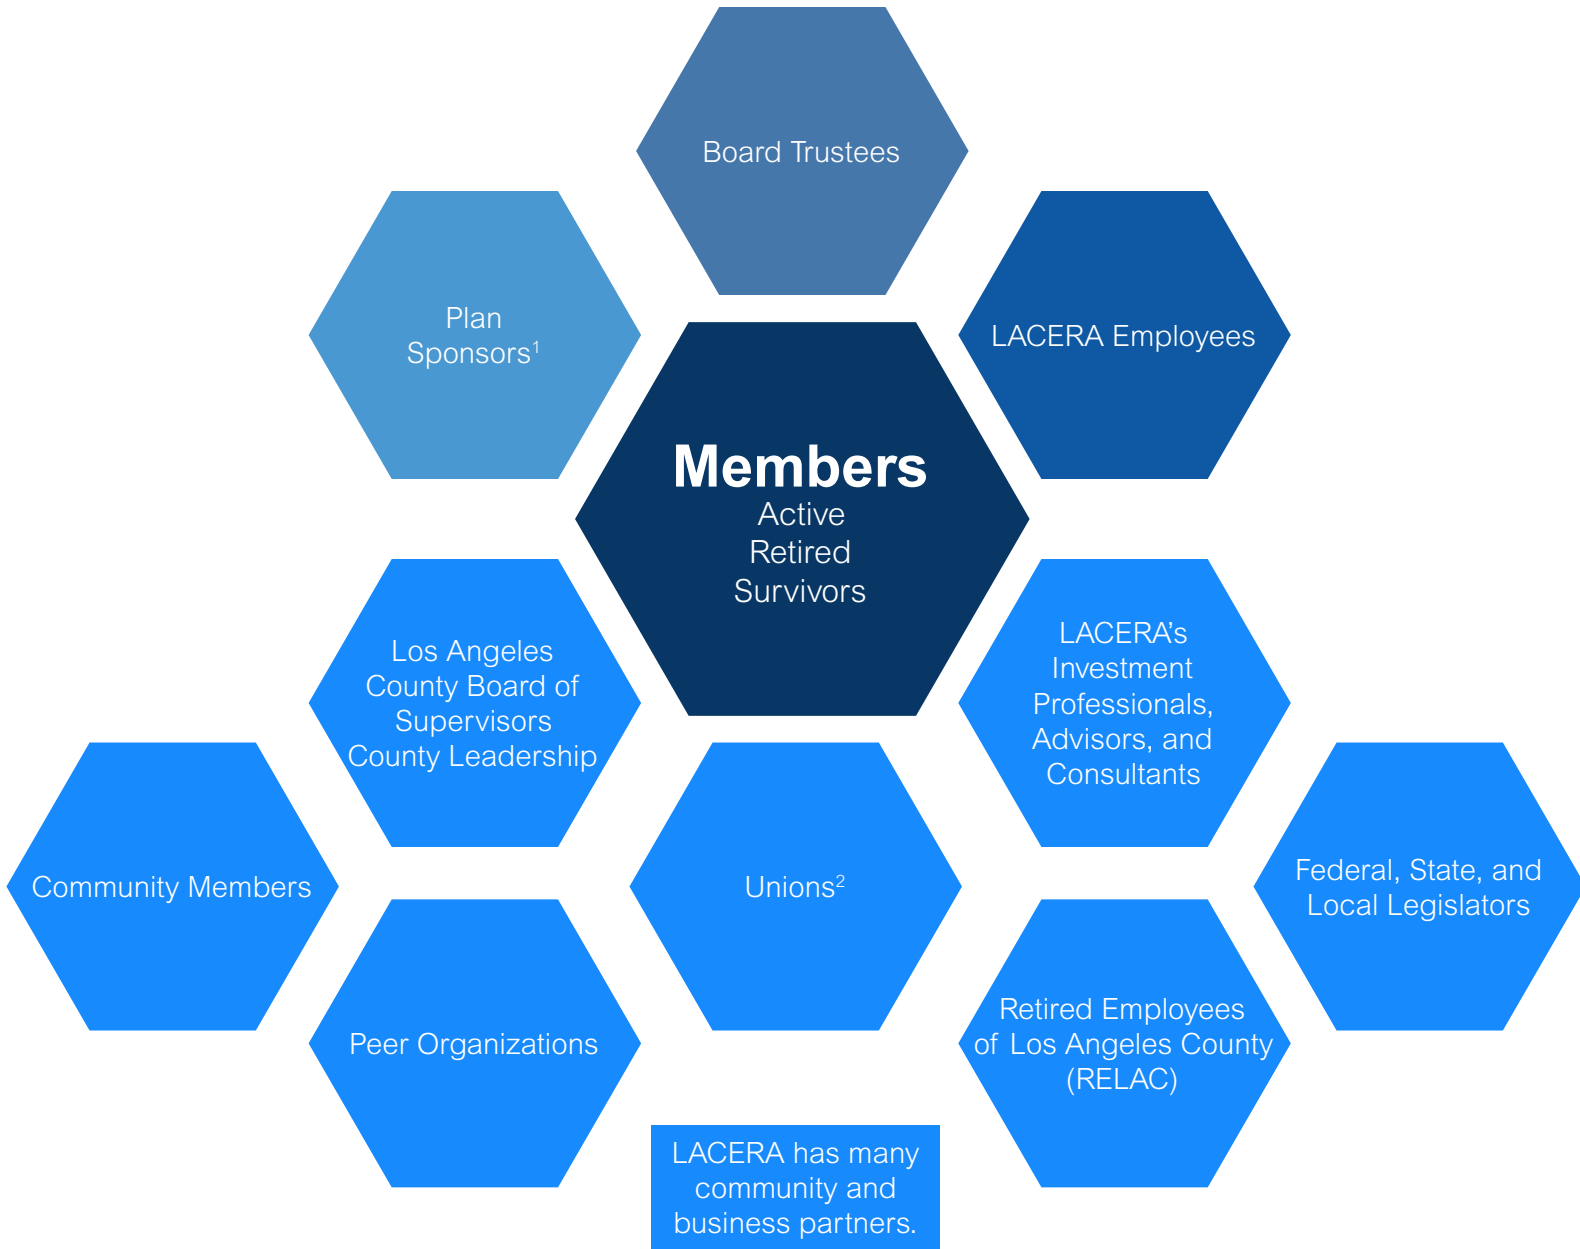 Board Trustees
Plan
Sponsors¹
LACERA Employees
Members
Active
Retired
Survivors
Los Angeles
County Board of
Supervisors
County Leadership
LACERA's
Investment
Professionals,
Advisors, and
Consultants
Community Members
Unions²
Federal, State, and
Local Legislators
Peer Organizations
Retired Employees
of Los Angeles County
(RELAC)
LACERA has many
community and
business partners.